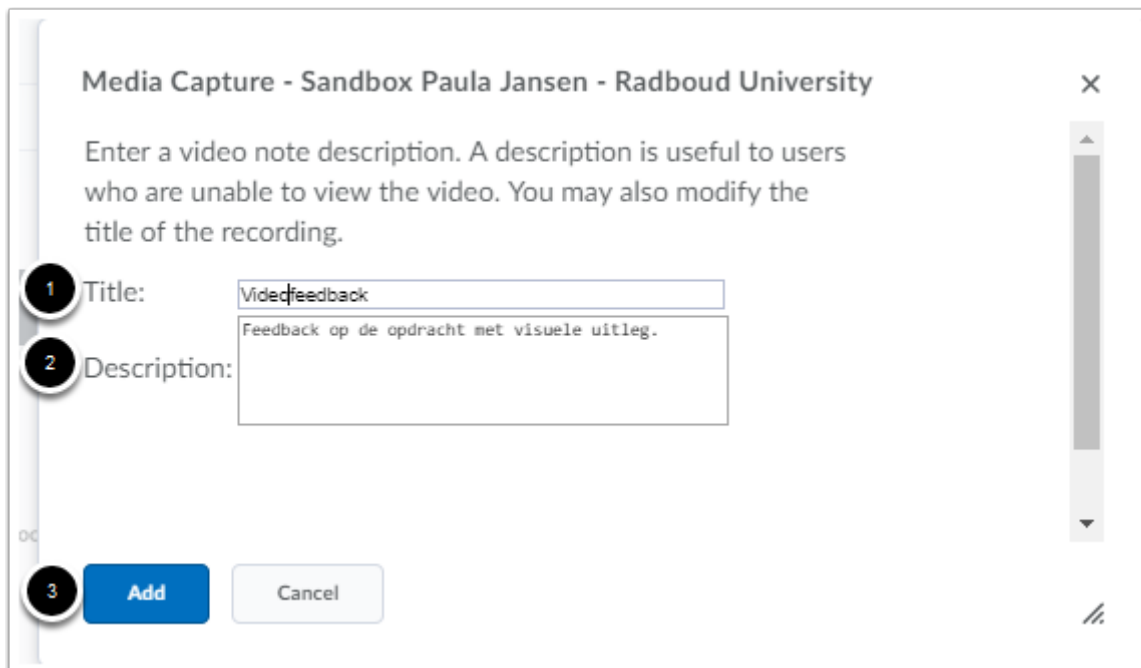 Media Capture - Sandbox Paula Jansen - Radboud University
Enter a video note description. A description is useful to users
who are unable to view the video. You may also modify the
title of the recording.
1 Title: Videofeedback
Feedback op de opdracht met visuele uitleg.
2 Description:
3 Add Cancel